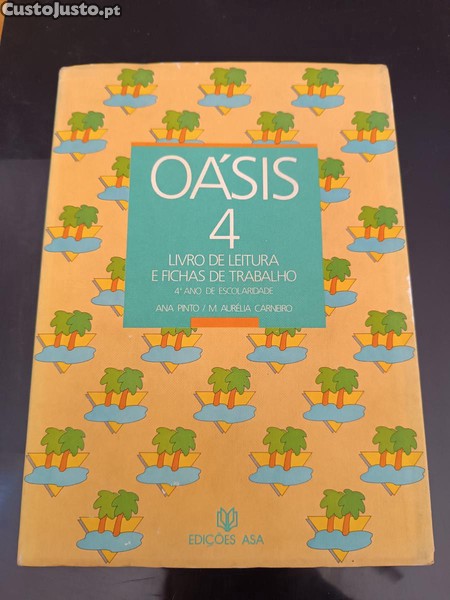 CustoJusto.pt
OÁSIS
4
LIVRO DE LEITURA
E FICHAS DE TRABALHO
4º ANO DE ESCOLARIDADE
ANA PINTO / M. AURÉLIA CARNEIRO
EDIÇÕES ASA